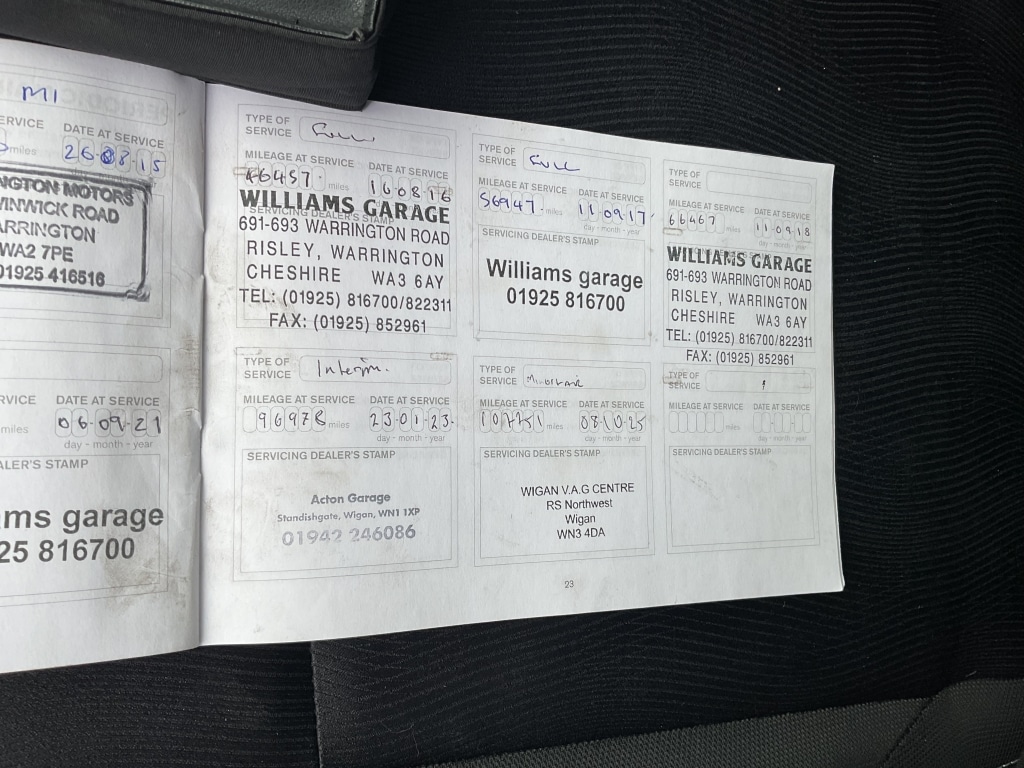 MI
ERVICE DATE AT SERVICE
miles 26-08-15
NGTON MOTORS
WINWICK ROAD
ARRINGTON
WA2 7PE
01925 416516
RVICE DATE AT SERVICE
miles 06-09-21
day - month - year
ALER'S STAMP
ms garage
25 816700
TYPE OF
SERVICE Full
MILEAGE AT SERVICE DATE AT SERVICE
46457 miles 16-08-16
SERVICING DEALER'S STAMP
WILLIAMS GARAGE
691-693 WARRINGTON ROAD
RISLEY, WARRINGTON
CHESHIRE WA3 6AY
TEL: (01925) 816700/822311
FAX: (01925) 852961
TYPE OF
SERVICE Full
MILEAGE AT SERVICE DATE AT SERVICE
56947 miles 11-09-17
day - month - year
SERVICING DEALER'S STAMP
Williams garage
01925 816700
TYPE OF
SERVICE
MILEAGE AT SERVICE DATE AT SERVICE
66467 miles 11-09-18
day - month - year
WILLIAMS GARAGE
691-693 WARRINGTON ROAD
RISLEY, WARRINGTON
CHESHIRE WA3 6AY
TEL: (01925) 816700/822311
FAX: (01925) 852961
TYPE OF
SERVICE Interim.
MILEAGE AT SERVICE DATE AT SERVICE
96978 miles 23-01-23
day - month - year
SERVICING DEALER'S STAMP
Acton Garage
Standishgate, Wigan, WN1 1XP
01942 246086
TYPE OF
SERVICE
MILEAGE AT SERVICE DATE AT SERVICE
miles 08-10-25
day - month - year
SERVICING DEALER'S STAMP
WIGAN V.A.G CENTRE
RS Northwest
Wigan
WN3 4DA
TYPE OF
SERVICE
MILEAGE AT SERVICE DATE AT SERVICE
miles
day - month - year
SERVICING DEALER'S STAMP
23